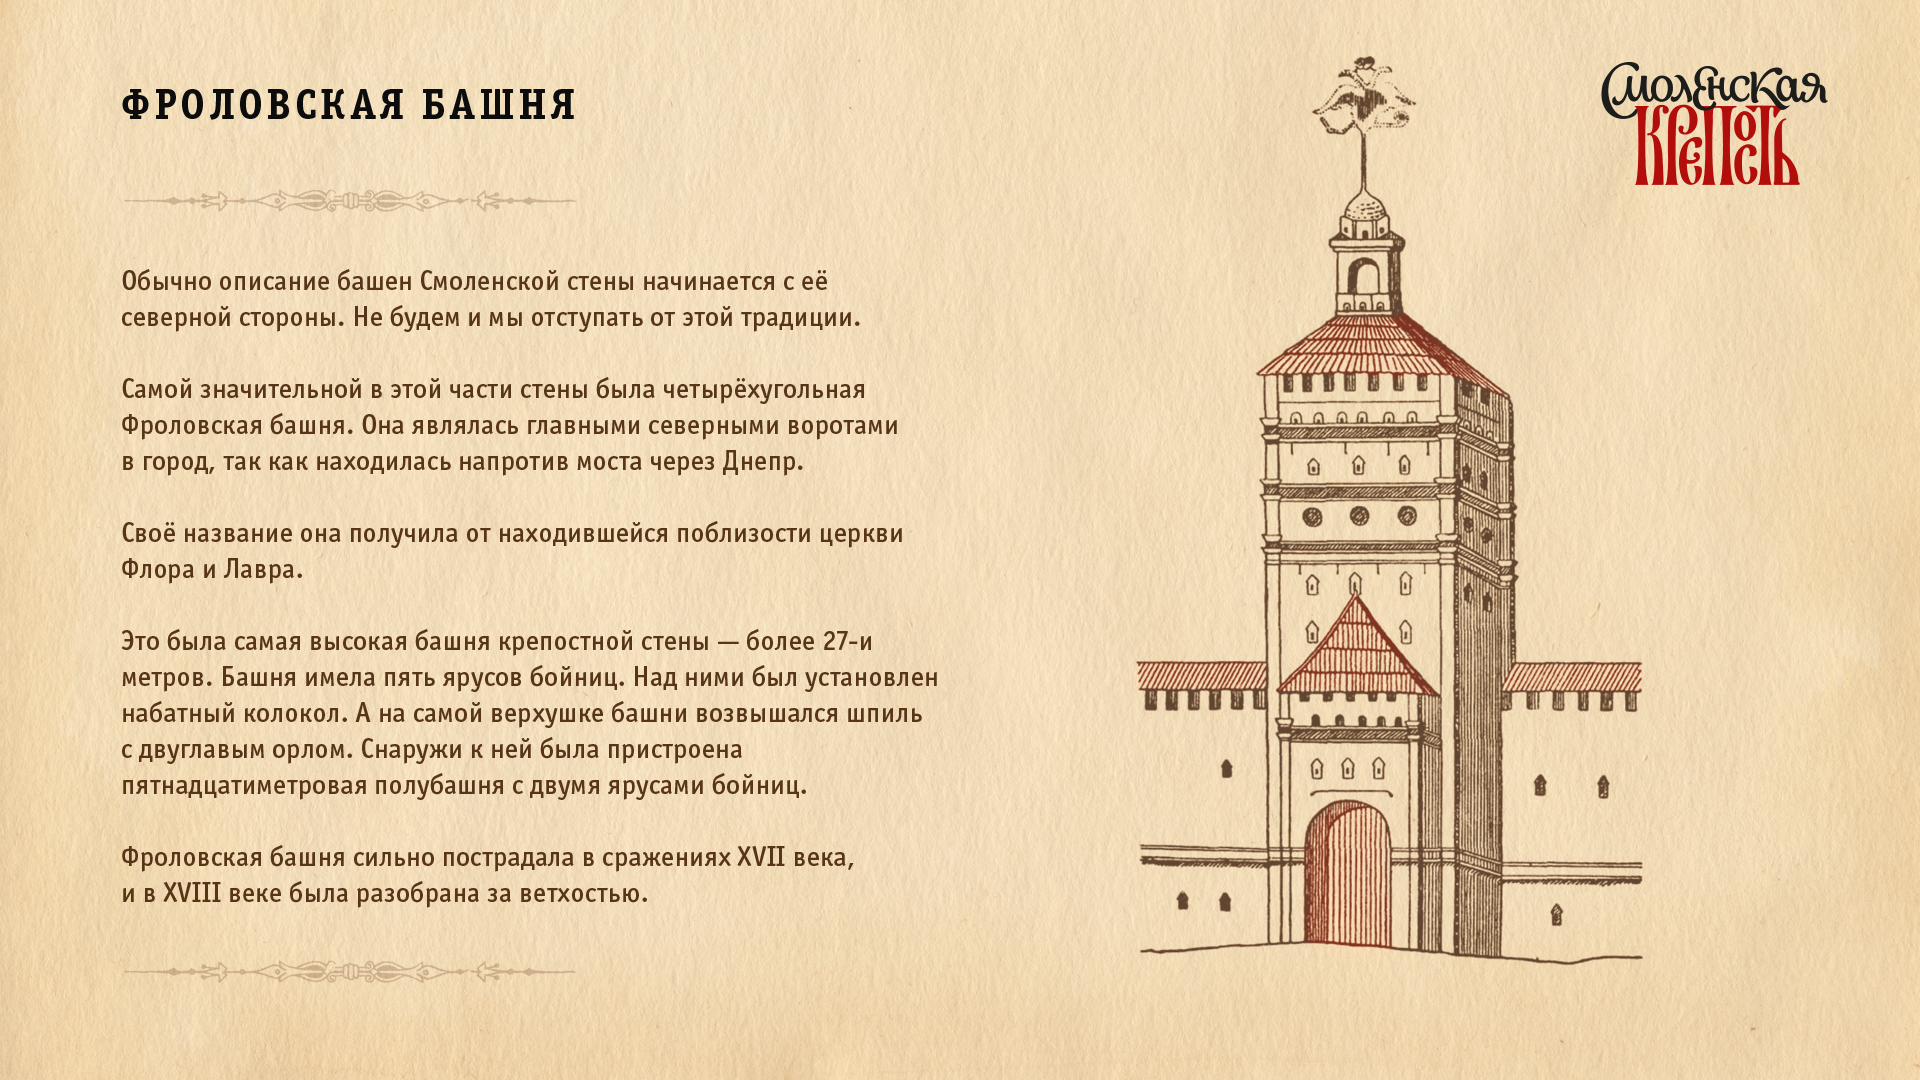 ФРОЛОВСКАЯ БАШНЯ
Смоленская
КРЕПОСТЬ
Обычно описание башен Смоленской стены начинается с её
северной стороны. Не будем и мы отступать от этой традиции.
Самой значительной в этой части стены была четырёхугольная
Фроловская башня. Она являлась главными северными воротами
в город, так как находилась напротив моста через Днепр.
Своё название она получила от находившейся поблизости церкви
Флора и Лавра.
Это была самая высокая башня крепостной стены — более 27-и
метров. Башня имела пять ярусов бойниц. Над ними был установлен
набатный колокол. А на самой верхушке башни возвышался шпиль
с двуглавым орлом. Снаружи к ней была пристроена
пятнадцатиметровая полубашня с двумя ярусами бойниц.
Фроловская башня сильно пострадала в сражениях XVII века,
и в XVIII веке была разобрана за ветхостью.